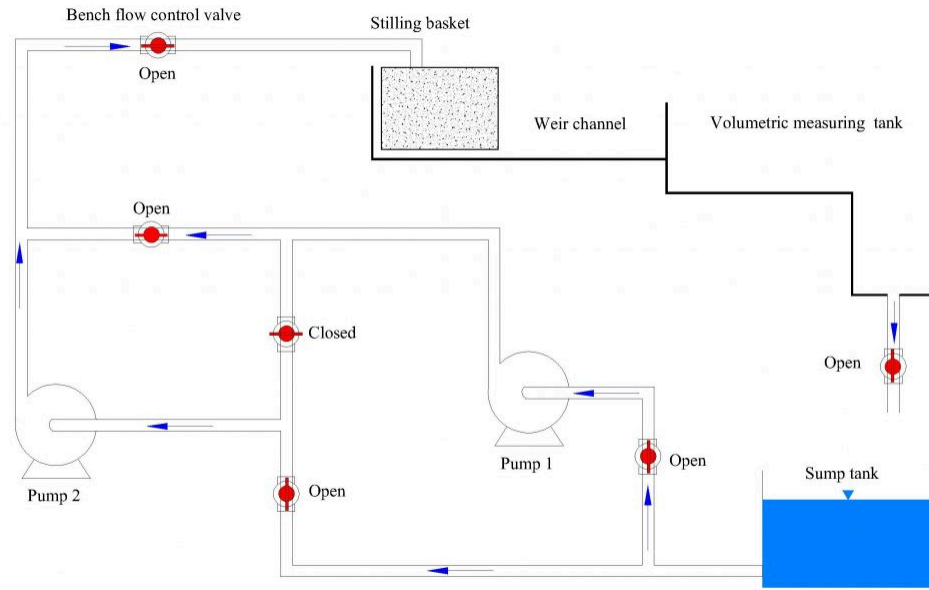 Bench flow control valve
Stilling basket
Open
Weir channel
Volumetric measuring tank
Open
Closed
Open
Pump 1
Open
Sump tank
Pump 2
Open